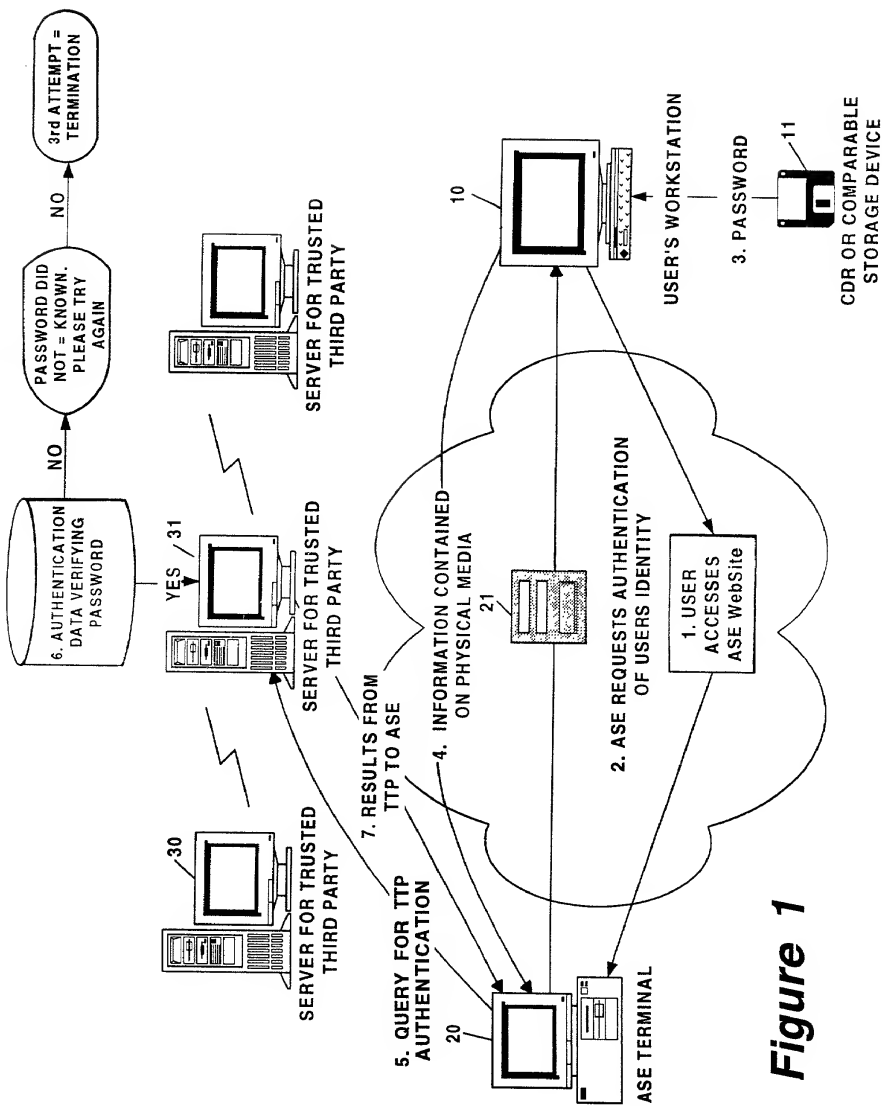 6. AUTHENTICATION
DATA VERIFYING
PASSWORD
NO
PASSWORD DID
NOT = KNOWN.
PLEASE TRY
AGAIN
NO
3rd ATTEMPT =
TERMINATION
YES
30
SERVER FOR TRUSTED
THIRD PARTY
31
SERVER FOR TRUSTED
THIRD PARTY
SERVER FOR TRUSTED
THIRD PARTY
5. QUERY FOR TTP
AUTHENTICATION
7. RESULTS FROM
TTP TO ASE
4. INFORMATION CONTAINED
ON PHYSICAL MEDIA
10
20
21
USER'S WORKSTATION
2. ASE REQUESTS AUTHENTICATION
OF USERS IDENTITY
3. PASSWORD
1. USER
ACCESSES
ASE WebSite
11
ASE TERMINAL
CDR OR COMPARABLE
STORAGE DEVICE
Figure 1